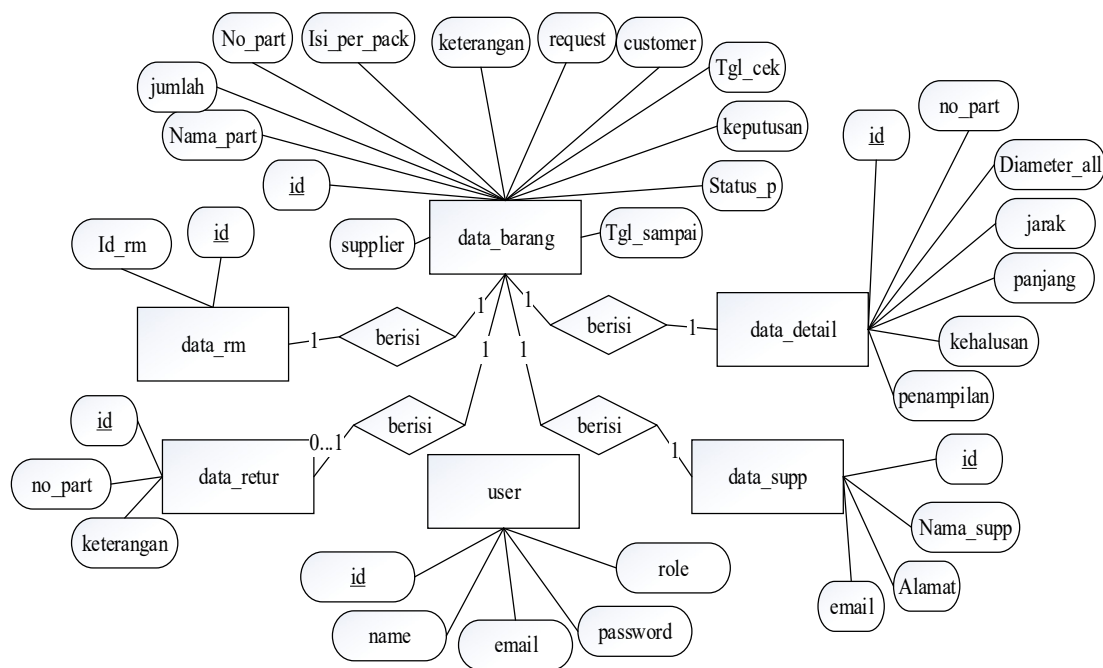 No_part
Isi_per_pack
keterangan
request
customer
Tgl_cek
jumlah
Nama_part
keputusan
id
Status_p
supplier
data_barang
Tgl_sampai
id
no_part
Diameter_all
jarak
panjang
kehalusan
penampilan
data_detail
Id_rm
id
data_rm
1
berisi
1
1
berisi
1
1
berisi
0...1
1
berisi
1
id
no_part
keterangan
data_retur
user
id
name
email
password
role
data_supp
id
Nama_supp
Alamat
email